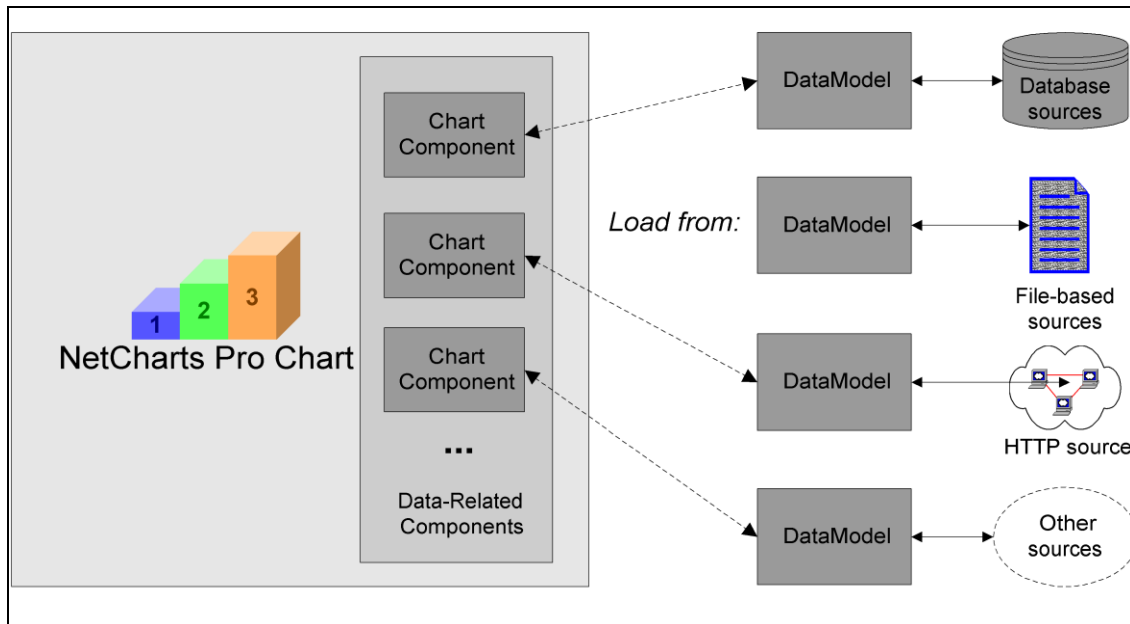 Chart
Component
Chart
Component
Chart
Component
...
Data-Related
Components
1
2
3
NetCharts Pro Chart
Load from:
DataModel
Database
sources
DataModel
File-based
sources
DataModel
HTTP source
DataModel
Other
sources